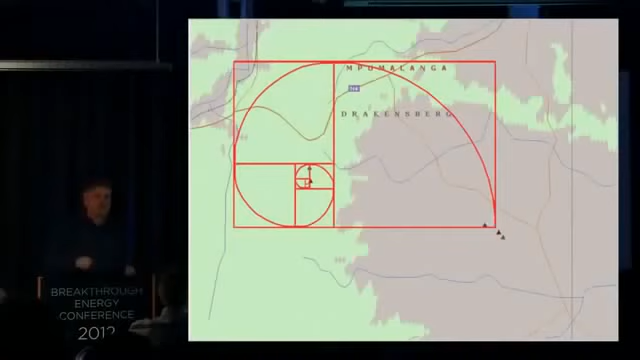 MPUMALANGA
DRAKENSBERG
BREAKTHROUGH
ENERGY
CONFERENCE
2012